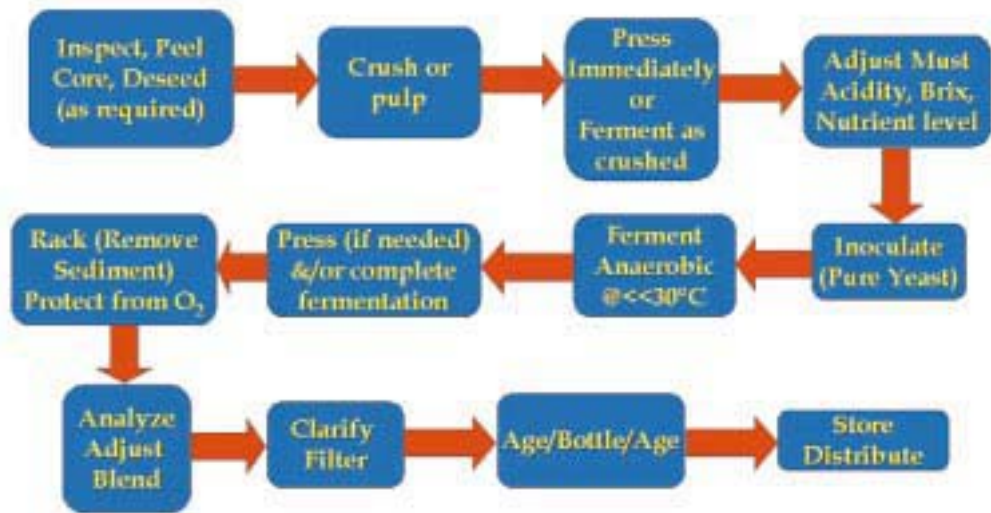 Inspect, Peel
Core, Deseed
(as required)
Crush or
pulp
Press
Immediately
or
Ferment as
crushed
Adjust Must
Acidity, Brix,
Nutrient level
Inoculate
(Pure Yeast)
Ferment
Anaerobic
@<<30°C
Press (if needed)
&/or complete
fermentation
Rack (Remove
Sediment)
Protect from O₂
Analyze
Adjust
Blend
Clarify
Filter
Age/Bottle/Age
Store
Distribute